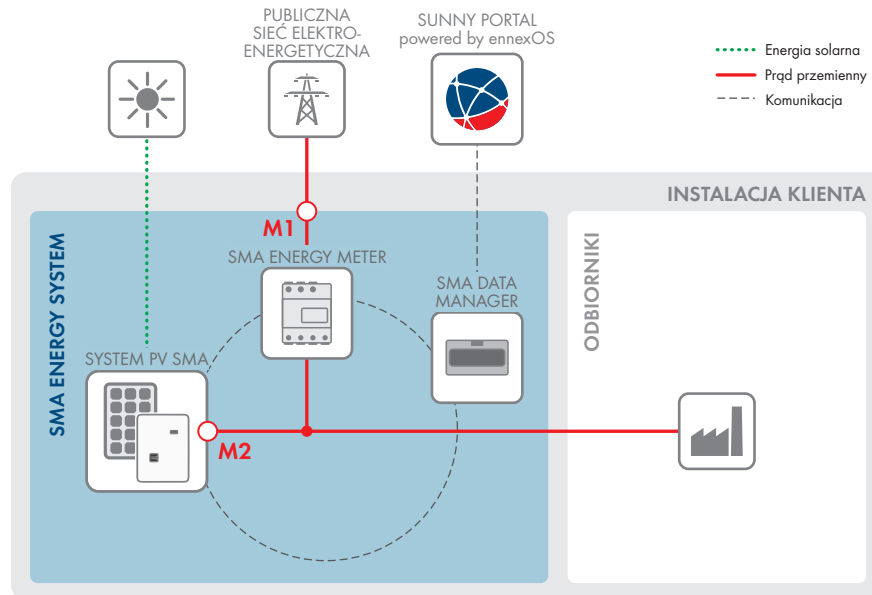 PUBLICZNA
SIEĆ ELEKTRO-
ENERGETYCZNA
SUNNY PORTAL
powered by ennexOS
Energia solarna
Prąd przemienny
Komunikacja
INSTALACJA KLIENTA
SMA ENERGY SYSTEM
M1
SMA ENERGY METER
SMA DATA
MANAGER
ODBIORNIKI
SYSTEM PV SMA
M2